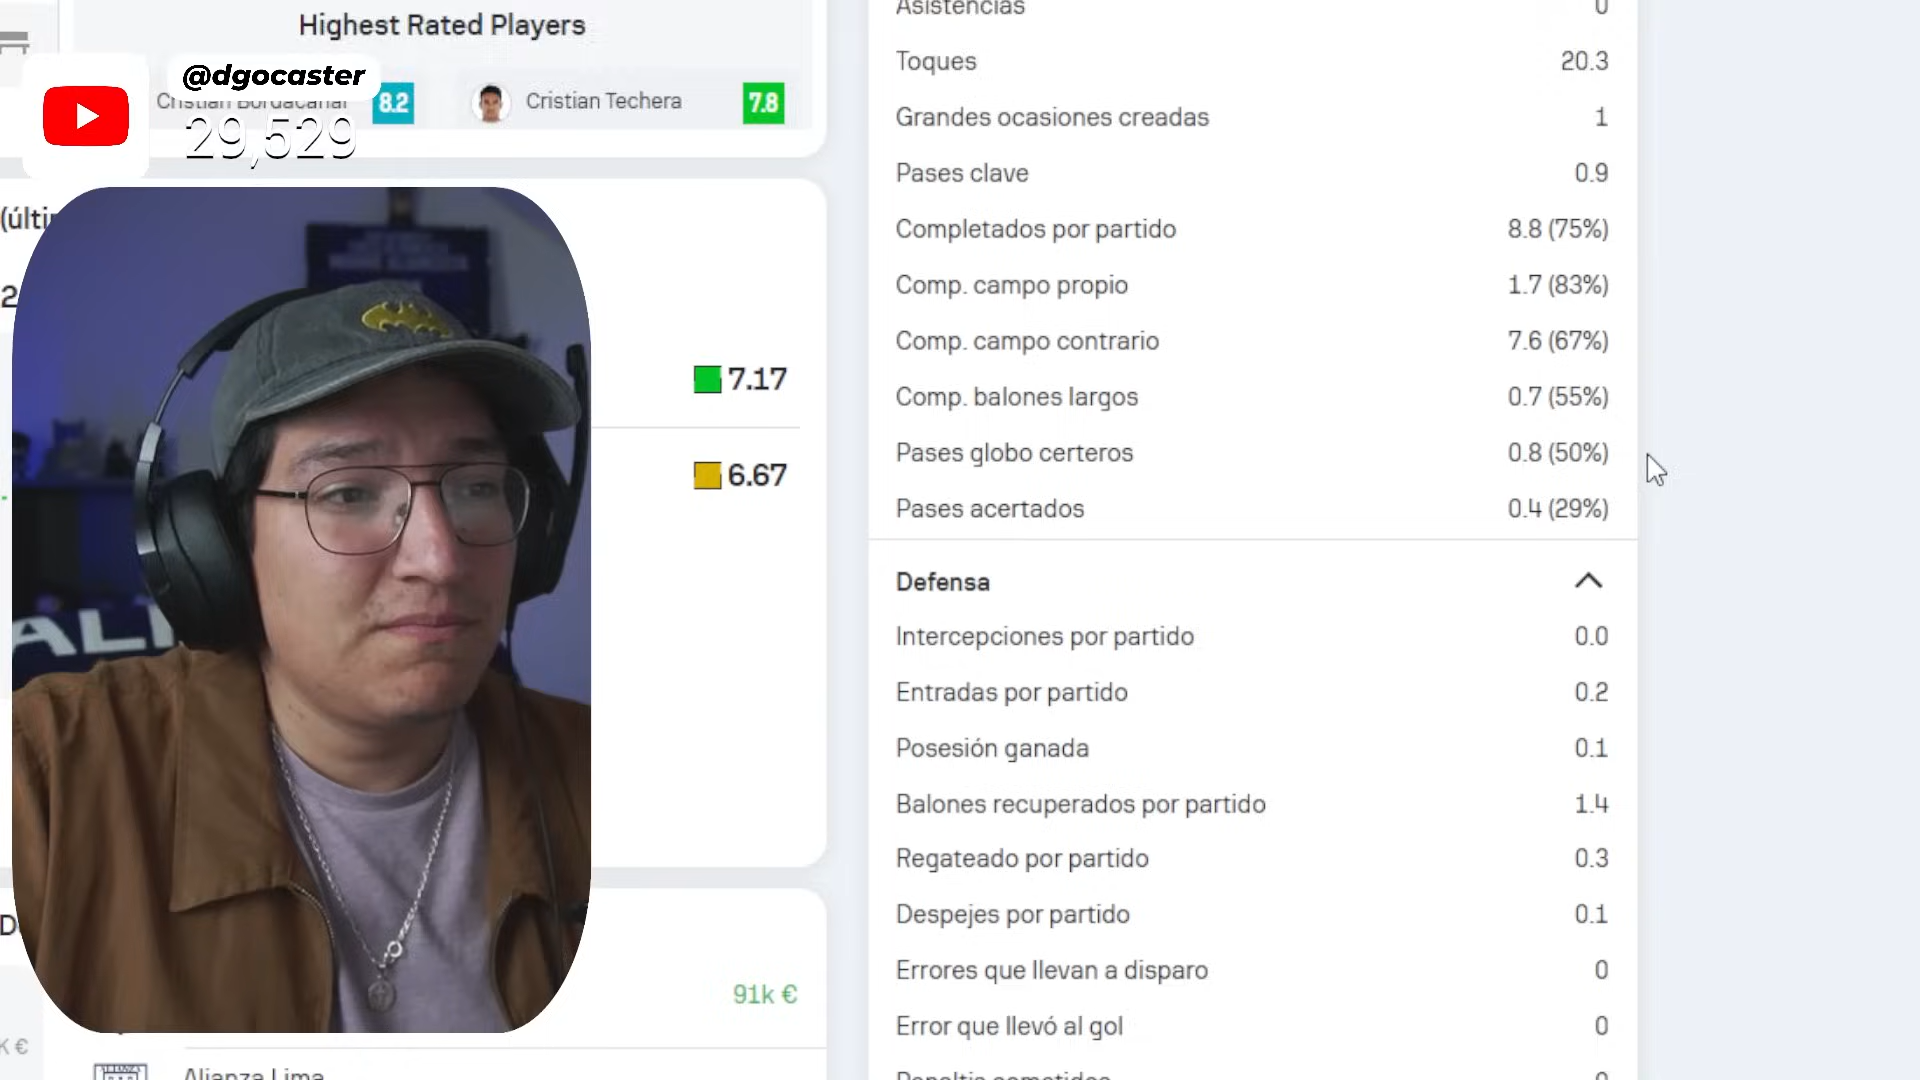 Highest Rated Players
@dgocaster
29,529
Cristian
8.2
Cristian Techera
7.8
7.17
6.67
91k €
K €
Alianza Lima
ALI
Asistencias 0
Toques 20.3
Grandes ocasiones creadas 1
Pases clave 0.9
Completados por partido 8.8 (75%)
Comp. campo propio 1.7 (83%)
Comp. campo contrario 7.6 (67%)
Comp. balones largos 0.7 (55%)
Pases globo certeros 0.8 (50%)
Pases acertados 0.4 (29%)
Defensa
Intercepciones por partido 0.0
Entradas por partido 0.2
Posesión ganada 0.1
Balones recuperados por partido 1.4
Regateado por partido 0.3
Despejes por partido 0.1
Errores que llevan a disparo 0
Error que llevó al gol 0